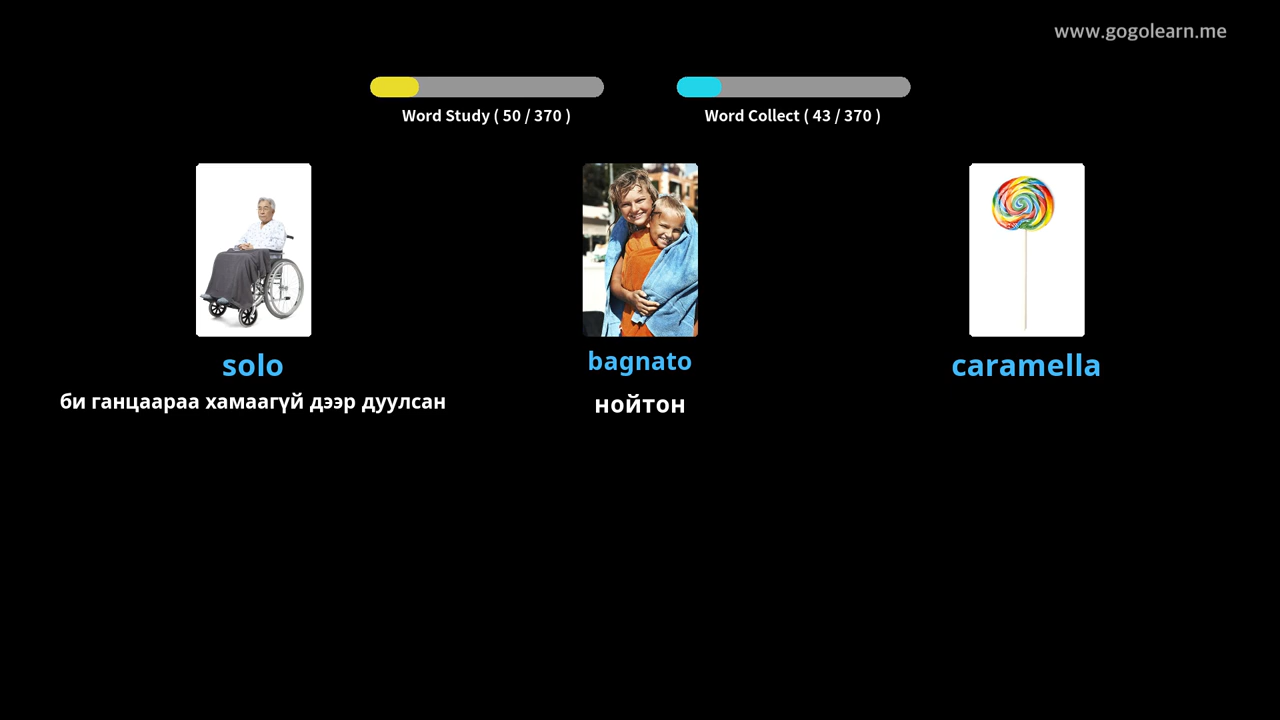 www.gogolearn.me
Word Study ( 50 / 370 )
Word Collect ( 43 / 370 )
solo
би ганцаараа хамаагүй дээр дуулсан
bagnato
нойтон
caramella